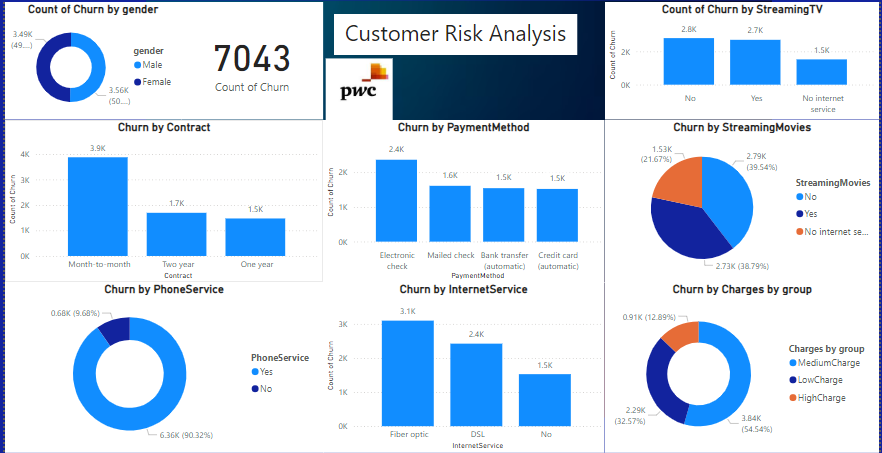 Count of Churn by gender
3.49K
(49....)
gender
Male
Female
3.56K
(50....)
7043
Count of Churn
Customer Risk Analysis
pwc
Count of Churn by StreamingTV
Count of Churn
2K
0K
2.8K
2.7K
1.5K
No
Yes
No internet
service
Churn by Contract
Count of Churn
4K
3K
2K
1K
0K
3.9K
1.7K
1.5K
Month-to-month
Two year
One year
Contract
Churn by PaymentMethod
Count of Churn
2K
1K
0K
2.4K
1.6K
1.5K
1.5K
Electronic
check
Mailed check
Bank transfer
(automatic)
Credit card
(automatic)
PaymentMethod
Churn by StreamingMovies
1.53K
(21.67%)
2.79K
(39.54%)
2.73K (38.79%)
StreamingMovies
No
Yes
No internet se...
Churn by PhoneService
0.68K (9.68%)
6.36K (90.32%)
PhoneService
Yes
No
Churn by InternetService
Count of Churn
3K
2K
1K
0K
3.1K
2.4K
1.5K
Fiber optic
DSL
No
InternetService
Churn by Charges by group
0.91K (12.89%)
2.29K
(32.57%)
3.84K
(54.54%)
Charges by group
MediumCharge
LowCharge
HighCharge